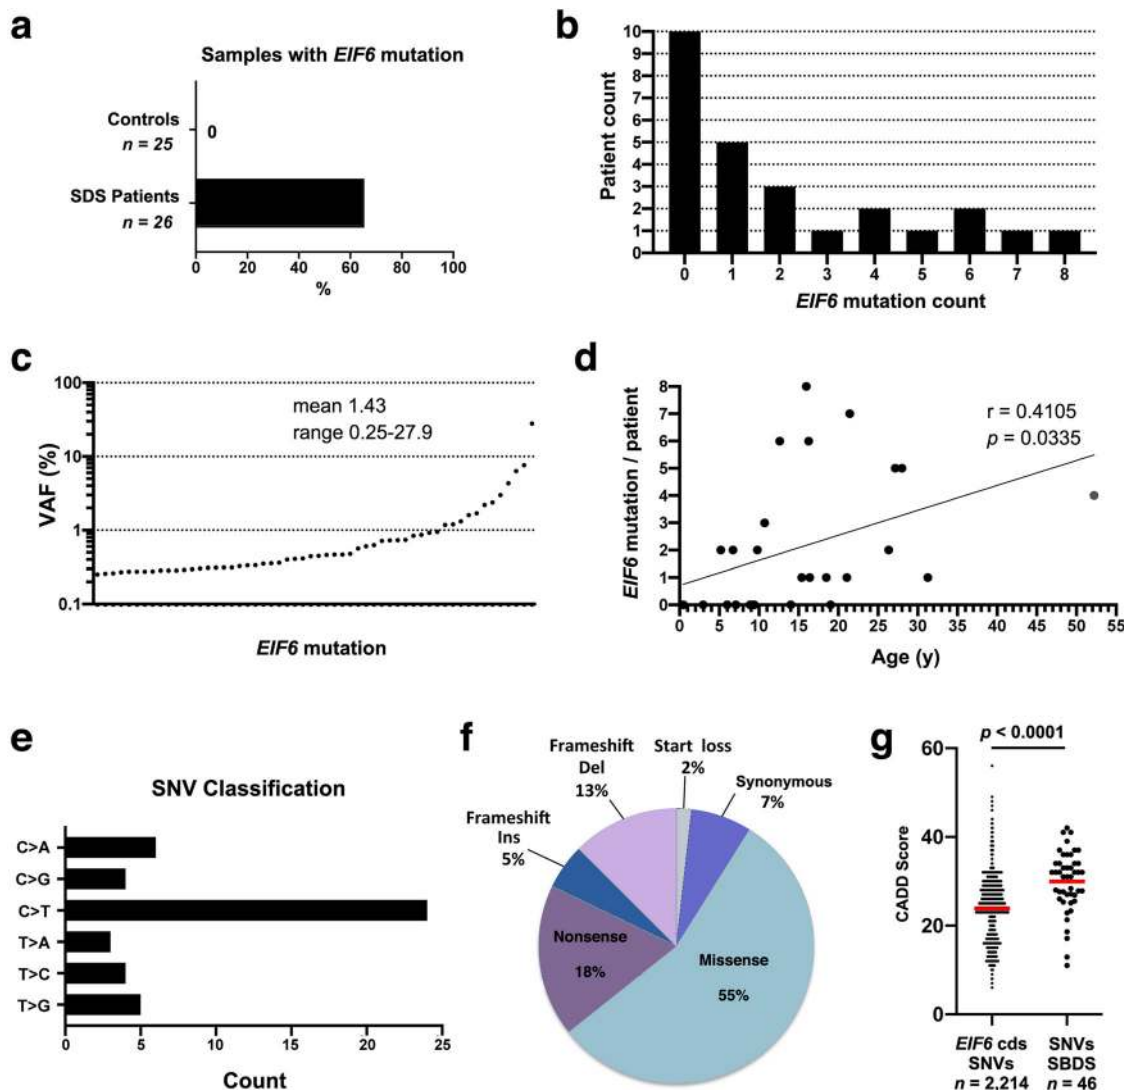 a
Samples with EIF6 mutation
Controls
n = 25
0
SDS Patients
n = 26
0 20 40 60 80 100
%
b
Patient count
10
9
8
7
6
5
4
3
2
1
0
0 1 2 3 4 5 6 7 8
EIF6 mutation count
c
VAF (%)
100
10
1
0.1
mean 1.43
range 0.25-27.9
EIF6 mutation
d
EIF6 mutation / patient
8
7
6
5
4
3
2
1
0
r = 0.4105
p = 0.0335
0 5 10 15 20 25 30 35 40 45 50 55
Age (y)
e
SNV Classification
C>A
C>G
C>T
T>A
T>C
T>G
0 5 10 15 20 25
Count
f
Frameshift
Del
13%
Start loss
2%
Synonymous
7%
Frameshift
Ins
5%
Nonsense
18%
Missense
55%
g
p < 0.0001
CADD Score
60
40
20
0
EIF6 cds
SNVs
n = 2,214
SNVs
SBDS
n = 46